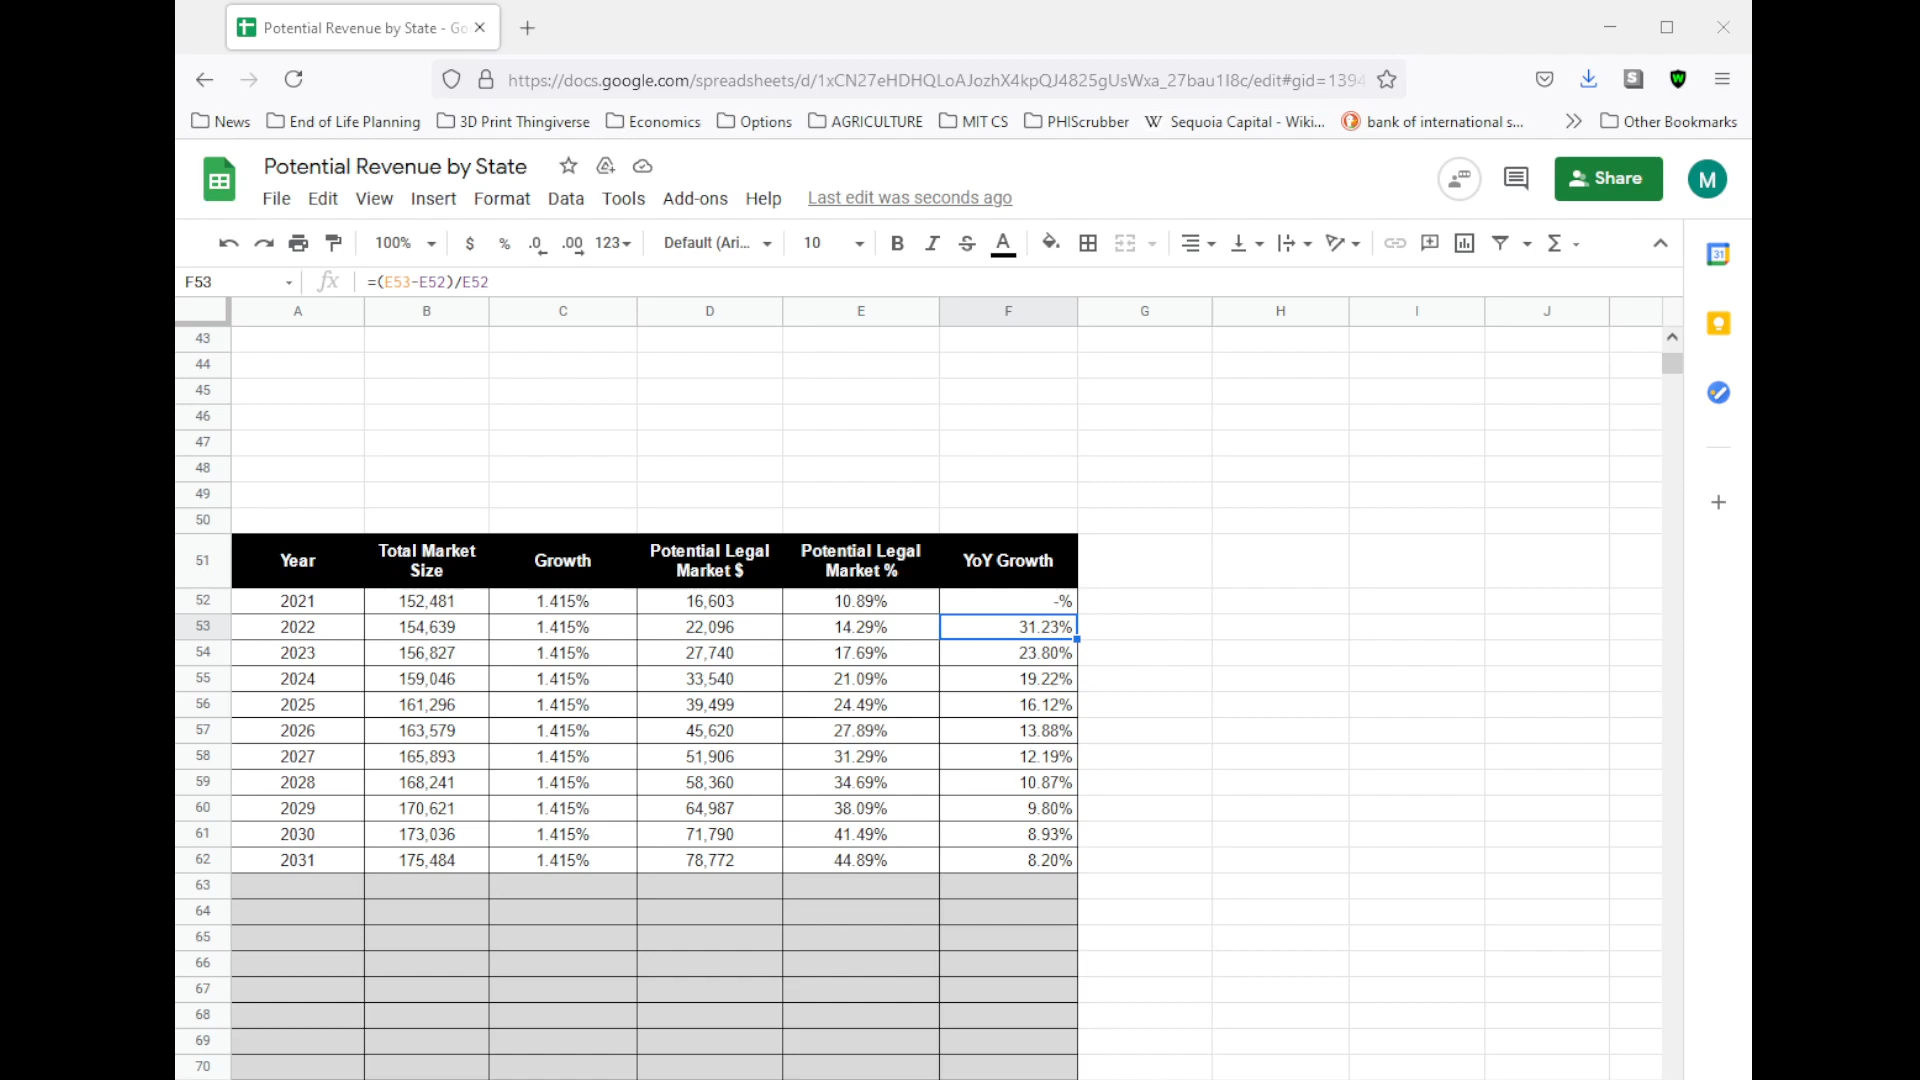 Potential Revenue by State - Go
https://docs.google.com/spreadsheets/d/1xCN27eHDHQLoAJozhX4kpQJ4825gUsWxa_27bau1I8c/edit#gid=1394
S W
News End of Life Planning 3D Print Thingiverse Economics Options AGRICULTURE MIT CS PHIScrubber W Sequoia Capital - Wiki... bank of international s... Other Bookmarks
Potential Revenue by State
Share M
File Edit View Insert Format Data Tools Add-ons Help Last edit was seconds ago
100% $ % .0 .00 123 Default (Ari... 10 B I S A Σ
31
F53 fx =(E53-E52)/E52
A B C D E F G H I J
43
44
45
46
47
48
49
50
51 Year Total Market Size Growth Potential Legal Market $ Potential Legal Market % YoY Growth
52 2021 152,481 1.415% 16,603 10.89% -%
53 2022 154,639 1.415% 22,096 14.29% 31.23%
54 2023 156,827 1.415% 27,740 17.69% 23.80%
55 2024 159,046 1.415% 33,540 21.09% 19.22%
56 2025 161,296 1.415% 39,499 24.49% 16.12%
57 2026 163,579 1.415% 45,620 27.89% 13.88%
58 2027 165,893 1.415% 51,906 31.29% 12.19%
59 2028 168,241 1.415% 58,360 34.69% 10.87%
60 2029 170,621 1.415% 64,987 38.09% 9.80%
61 2030 173,036 1.415% 71,790 41.49% 8.93%
62 2031 175,484 1.415% 78,772 44.89% 8.20%
63
64
65
66
67
68
69
70